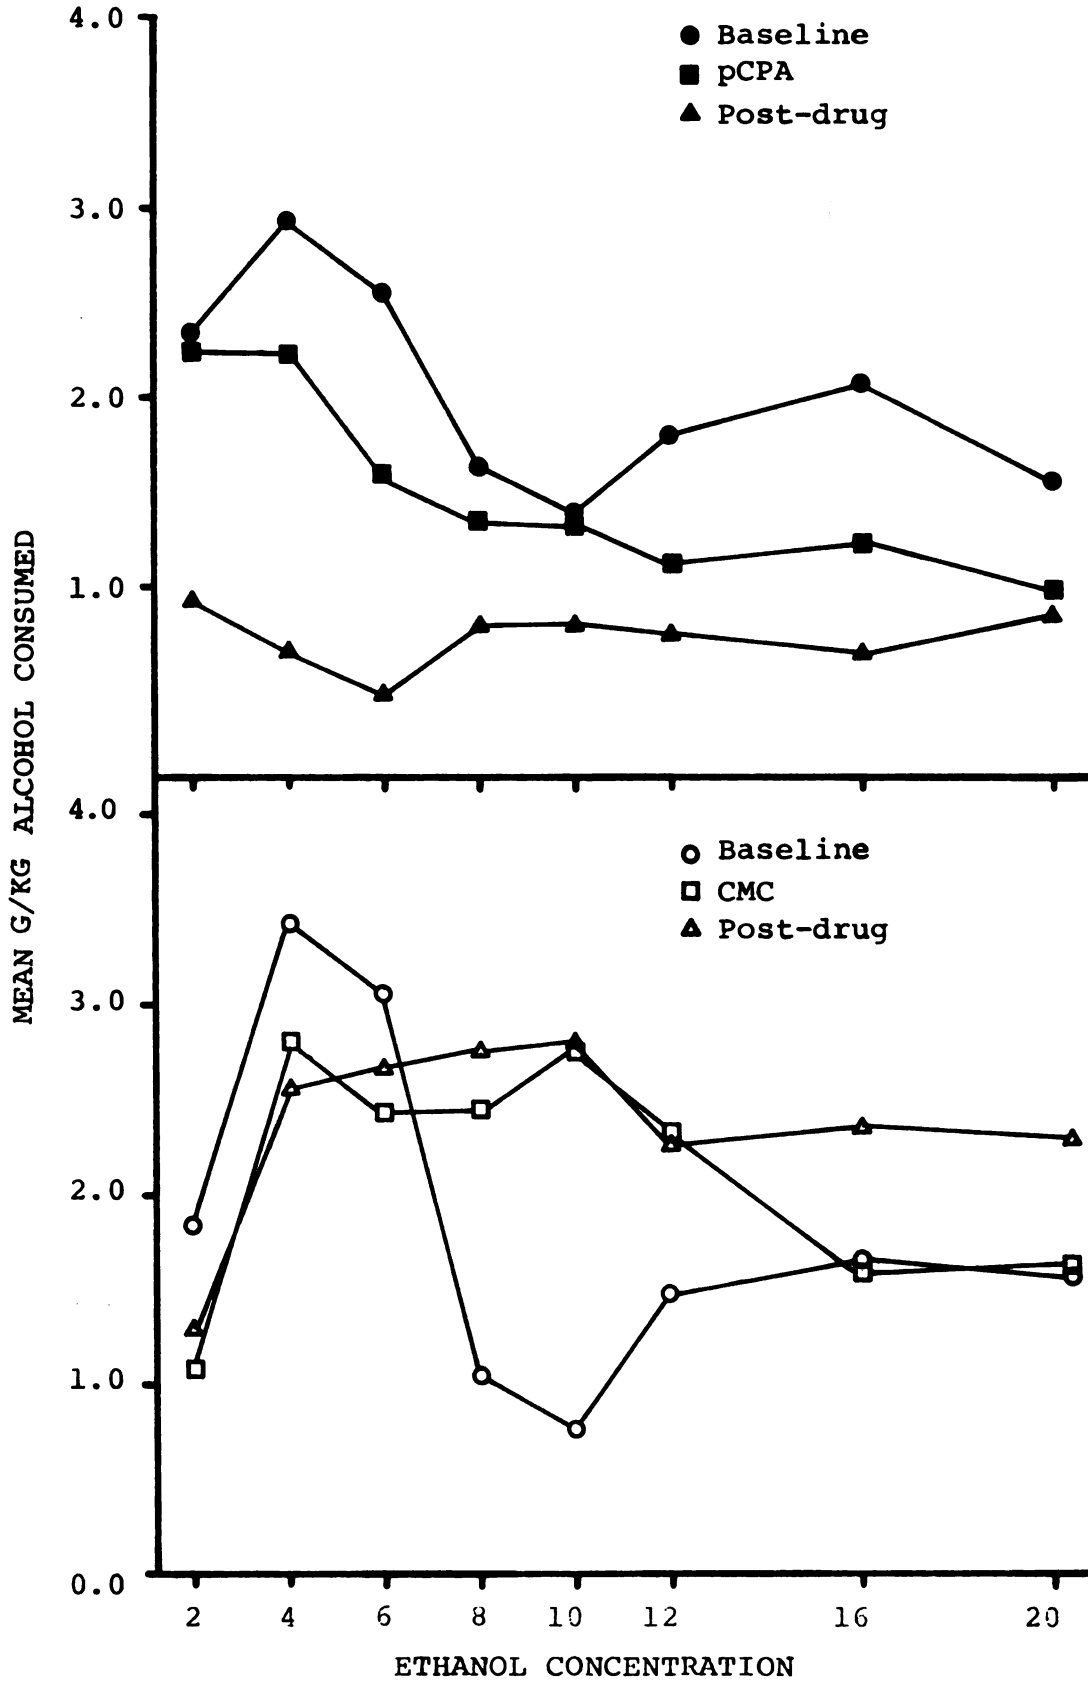 4.0
Baseline
pCPA
Post-drug
3.0
2.0
1.0
MEAN G/KG ALCOHOL CONSUMED
4.0
Baseline
CMC
Post-drug
3.0
2.0
1.0
0.0
2 4 6 8 10 12 16 20
ETHANOL CONCENTRATION